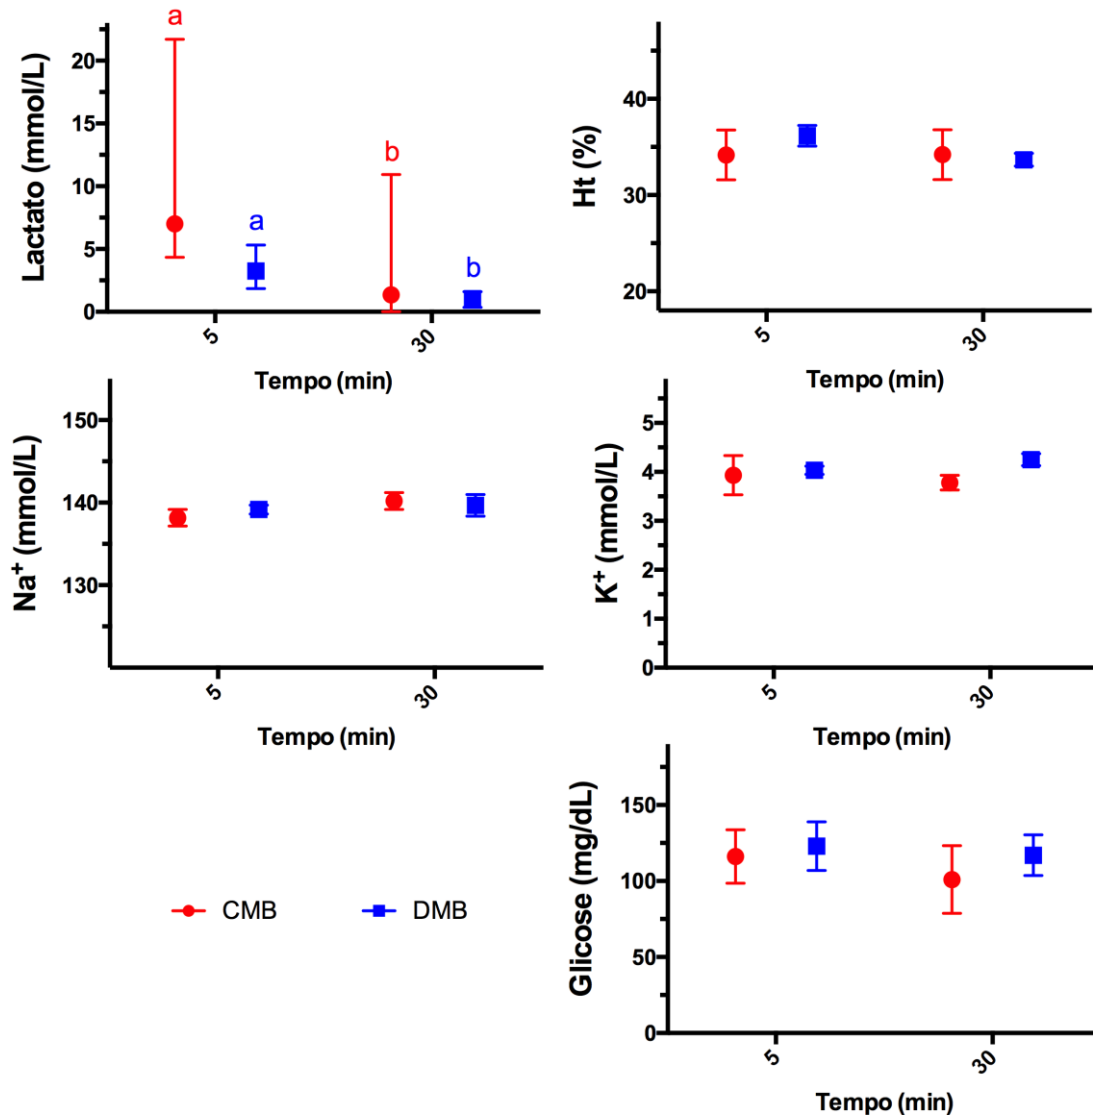 a
20
15
10
5
0
Lactato (mmol/L)
a
b
b
5
30
Tempo (min)
40
30
20
Ht (%)
5
30
Tempo (min)
150
140
130
Na⁺ (mmol/L)
5
30
Tempo (min)
5
4
3
2
1
0
K⁺ (mmol/L)
5
30
Tempo (min)
CMB
DMB
150
100
50
0
Glicose (mg/dL)
5
30
Tempo (min)